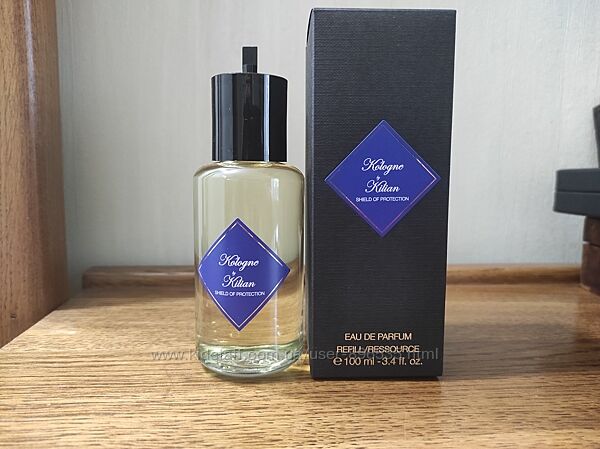 Kologne
by
Kilian
SHIELD OF PROTECTION
Kologne
by
Kilian
SHIELD OF PROTECTION
EAU DE PARFUM
REFILL/RESSOURCE
℮ 100 ml - 3.4 fl. oz.